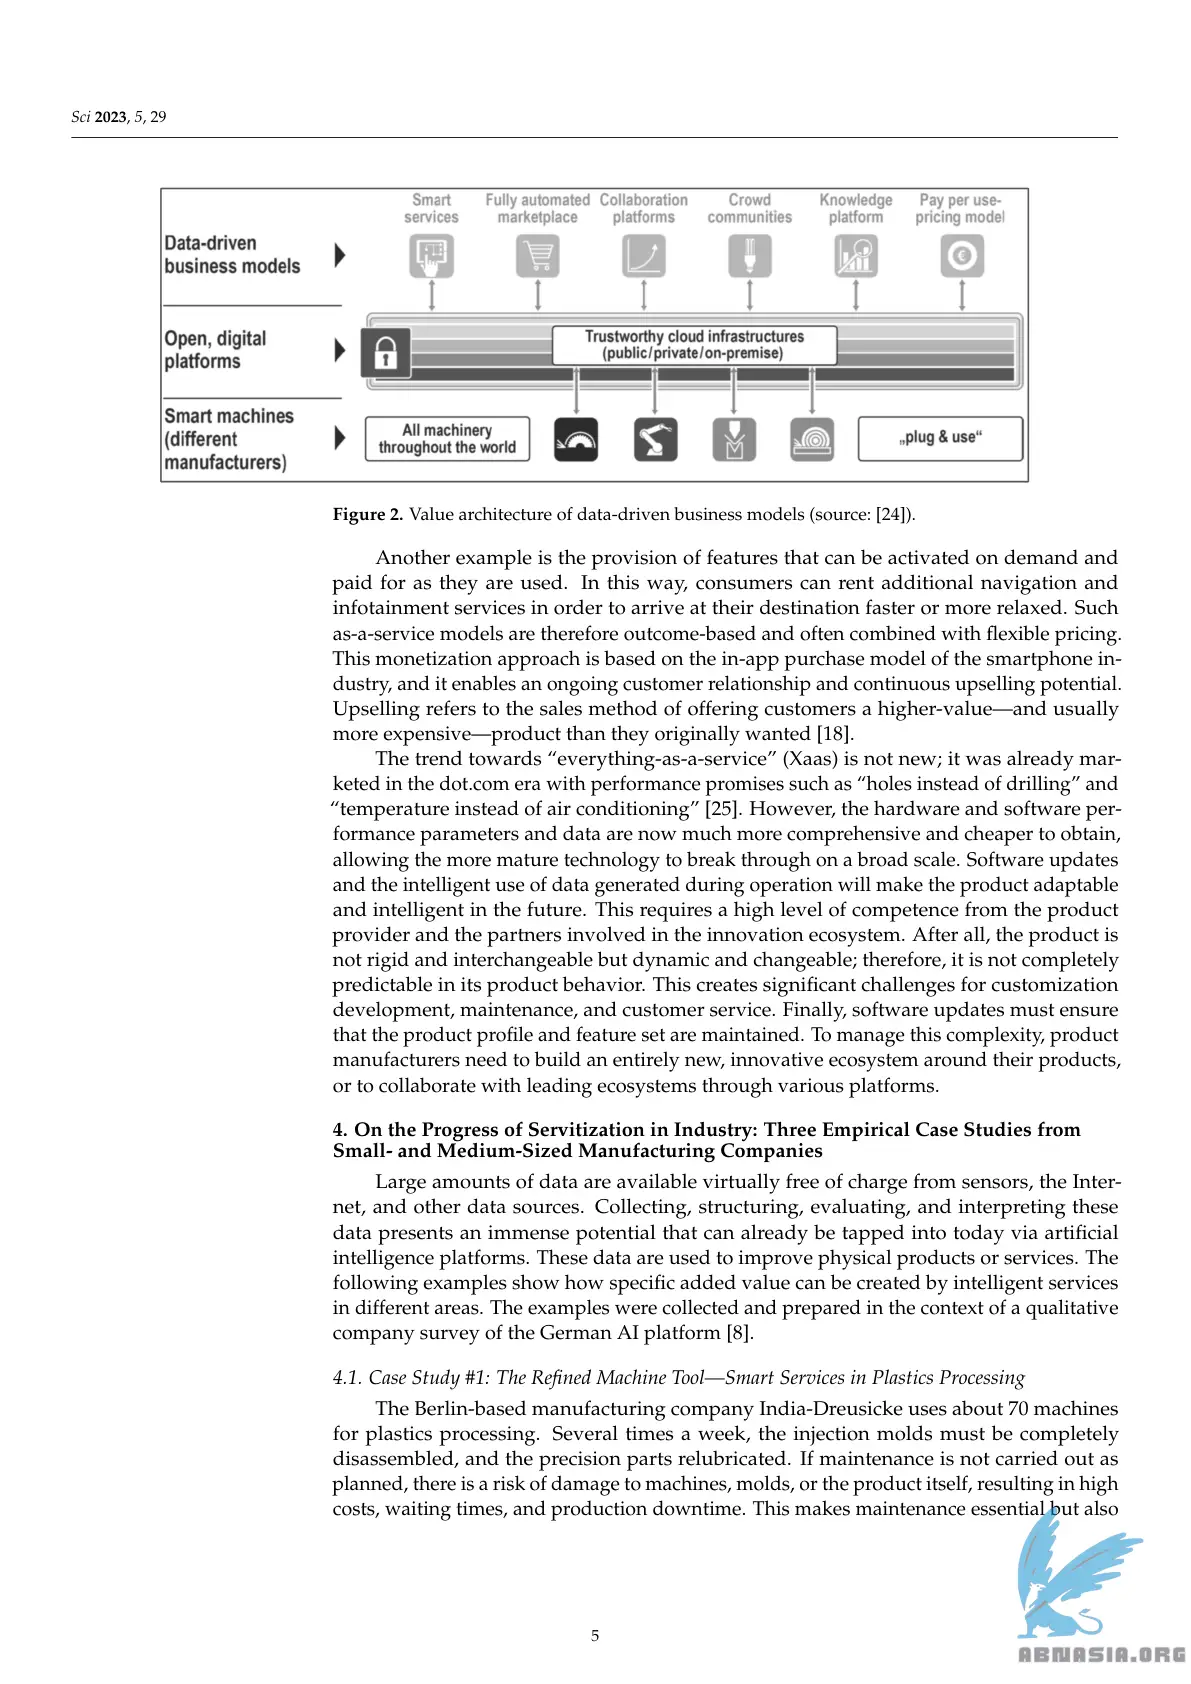 Sci 2023, 5, 29
Smart services
Fully automated marketplace
Collaboration platforms
Crowd communities
Knowledge platform
Pay per use-pricing model
Data-driven business models
€
Open, digital platforms
Trustworthy cloud infrastructures
(public/private/on-premise)
Smart machines
(different
manufacturers)
All machinery
throughout the world
„plug & use“
Figure 2. Value architecture of data-driven business models (source: [24]).
Another example is the provision of features that can be activated on demand and
paid for as they are used. In this way, consumers can rent additional navigation and
infotainment services in order to arrive at their destination faster or more relaxed. Such
as-a-service models are therefore outcome-based and often combined with flexible pricing.
This monetization approach is based on the in-app purchase model of the smartphone in-
dustry, and it enables an ongoing customer relationship and continuous upselling potential.
Upselling refers to the sales method of offering customers a higher-value—and usually
more expensive—product than they originally wanted [18].
The trend towards “everything-as-a-service” (Xaas) is not new; it was already mar-
keted in the dot.com era with performance promises such as “holes instead of drilling” and
“temperature instead of air conditioning” [25]. However, the hardware and software per-
formance parameters and data are now much more comprehensive and cheaper to obtain,
allowing the more mature technology to break through on a broad scale. Software updates
and the intelligent use of data generated during operation will make the product adaptable
and intelligent in the future. This requires a high level of competence from the product
provider and the partners involved in the innovation ecosystem. After all, the product is
not rigid and interchangeable but dynamic and changeable; therefore, it is not completely
predictable in its product behavior. This creates significant challenges for customization
development, maintenance, and customer service. Finally, software updates must ensure
that the product profile and feature set are maintained. To manage this complexity, product
manufacturers need to build an entirely new, innovative ecosystem around their products,
or to collaborate with leading ecosystems through various platforms.
4. On the Progress of Servitization in Industry: Three Empirical Case Studies from
Small- and Medium-Sized Manufacturing Companies
Large amounts of data are available virtually free of charge from sensors, the Inter-
net, and other data sources. Collecting, structuring, evaluating, and interpreting these
data presents an immense potential that can already be tapped into today via artificial
intelligence platforms. These data are used to improve physical products or services. The
following examples show how specific added value can be created by intelligent services
in different areas. The examples were collected and prepared in the context of a qualitative
company survey of the German AI platform [8].
4.1. Case Study #1: The Refined Machine Tool—Smart Services in Plastics Processing
The Berlin-based manufacturing company India-Dreusicke uses about 70 machines
for plastics processing. Several times a week, the injection molds must be completely
disassembled, and the precision parts relubricated. If maintenance is not carried out as
planned, there is a risk of damage to machines, molds, or the product itself, resulting in high
costs, waiting times, and production downtime. This makes maintenance essential but also
5
ABNASIA.ORG